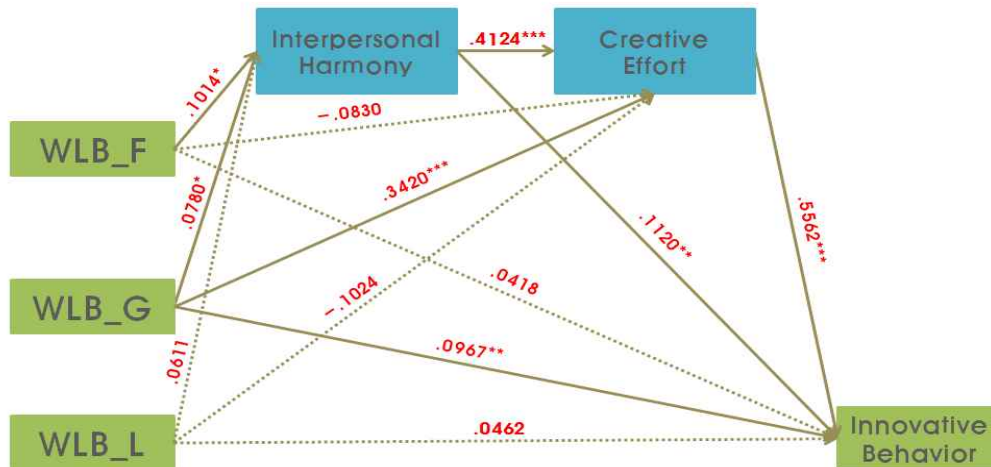 Interpersonal
Harmony
.4124***
Creative
Effort
.1014*
-.0830
WLB_F
.0780*
.3420***
.5562***
.1120**
WLB_G
-.1024
.0418
.0611
.0967**
WLB_L
.0462
Innovative
Behavior